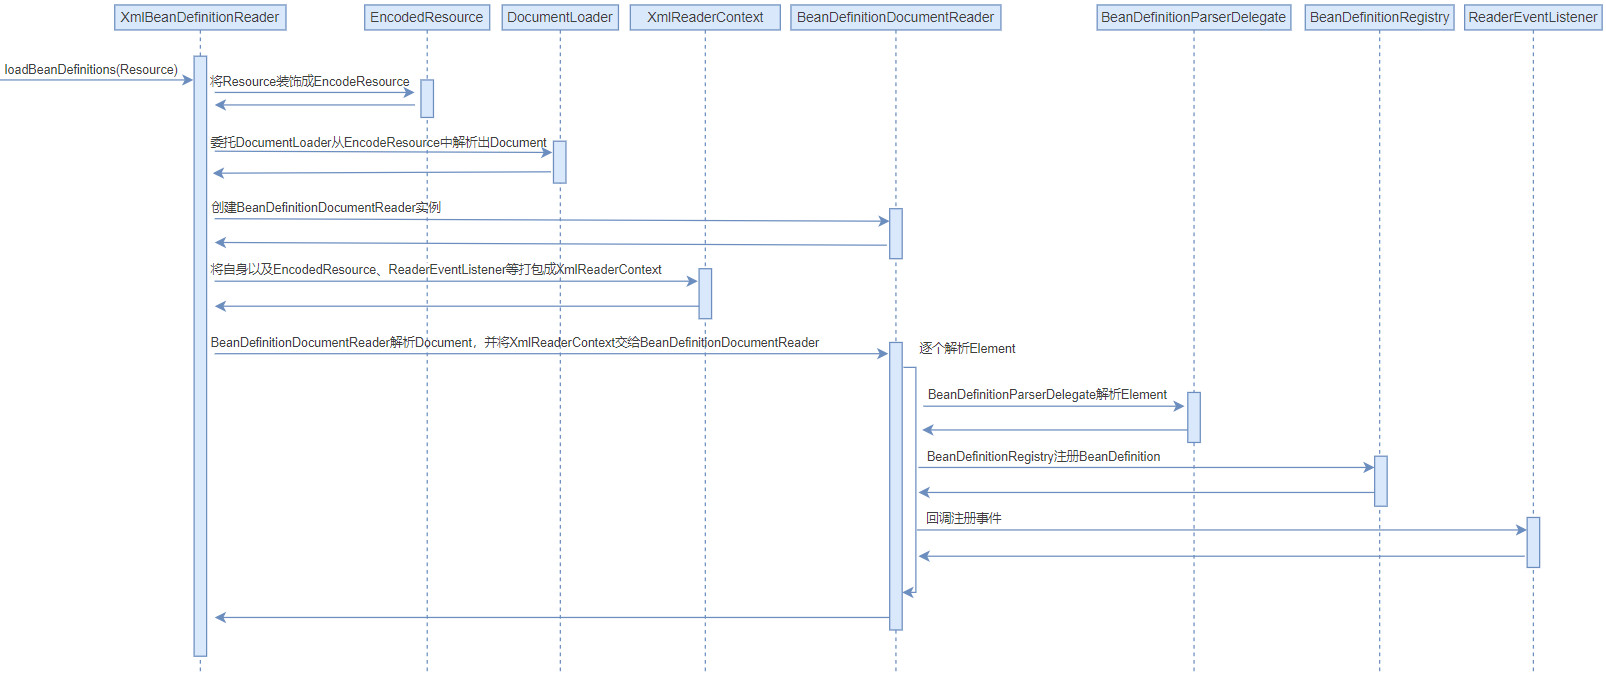 XmlBeanDefinitionReader
EncodedResource
DocumentLoader
XmlReaderContext
BeanDefinitionDocumentReader
BeanDefinitionParserDelegate
BeanDefinitionRegistry
ReaderEventListener
loadBeanDefinitions(Resource)
将Resource装饰成EncodeResource
委托DocumentLoader从EncodeResource中解析出Document
创建BeanDefinitionDocumentReader实例
将自身以及EncodedResource、ReaderEventListener等打包成XmlReaderContext
BeanDefinitionDocumentReader解析Document，并将XmlReaderContext交给BeanDefinitionDocumentReader
逐个解析Element
BeanDefinitionParserDelegate解析Element
BeanDefinitionRegistry注册BeanDefinition
回调注册事件